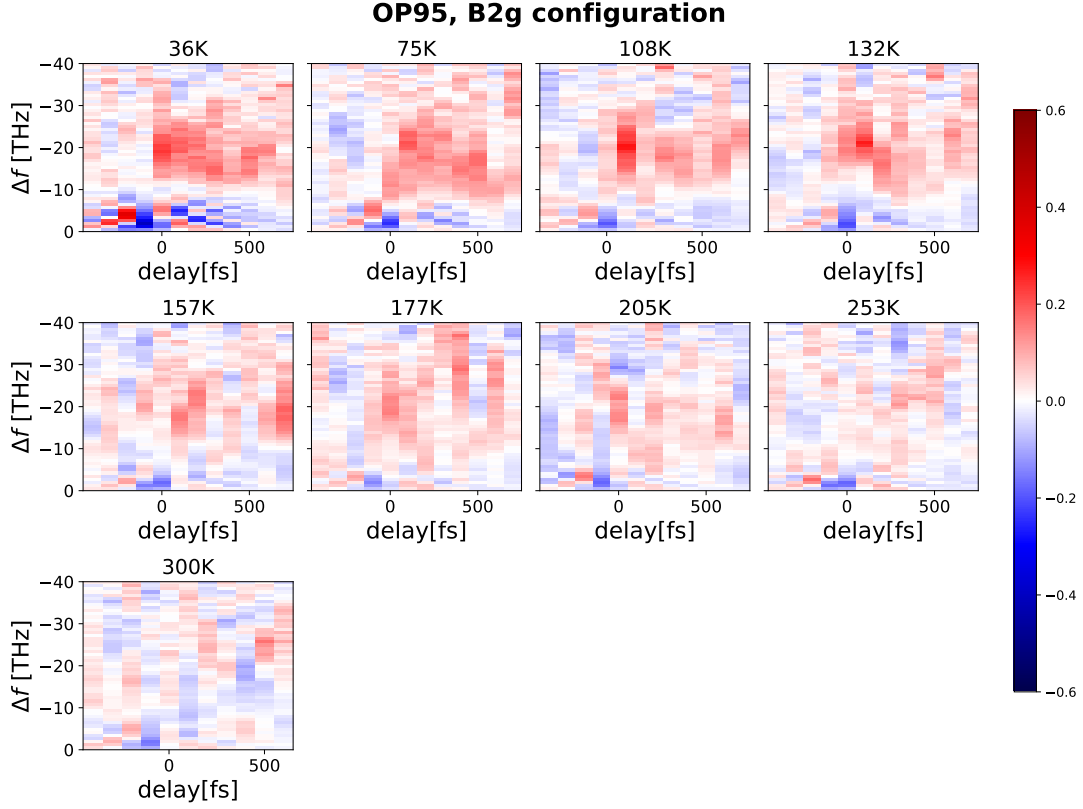 OP95, B2g configuration
36K 75K 108K 132K
−40
−30
−20
−10
0
Δf [THz]
0 500 0 500 0 500 0 500
delay[fs] delay[fs] delay[fs] delay[fs]
157K 177K 205K 253K
−40
−30
−20
−10
0
Δf [THz]
0 500 0 500 0 500 0 500
delay[fs] delay[fs] delay[fs] delay[fs]
300K
−40
−30
−20
−10
0
Δf [THz]
0 500
delay[fs]
0.6
0.4
0.2
0.0
−0.2
−0.4
−0.6